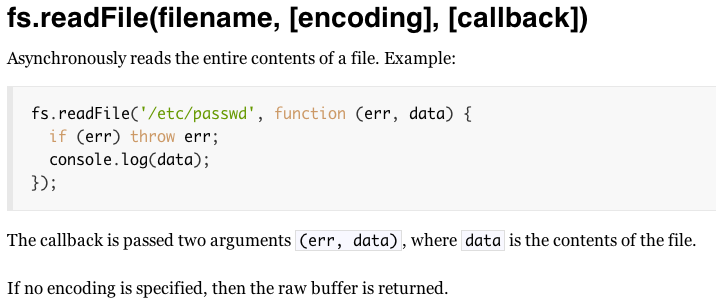 fs.readFile(filename, [encoding], [callback])
Asynchronously reads the entire contents of a file. Example:
fs.readFile('/etc/passwd', function (err, data) {
  if (err) throw err;
  console.log(data);
});
The callback is passed two arguments (err, data), where data is the contents of the file.
If no encoding is specified, then the raw buffer is returned.